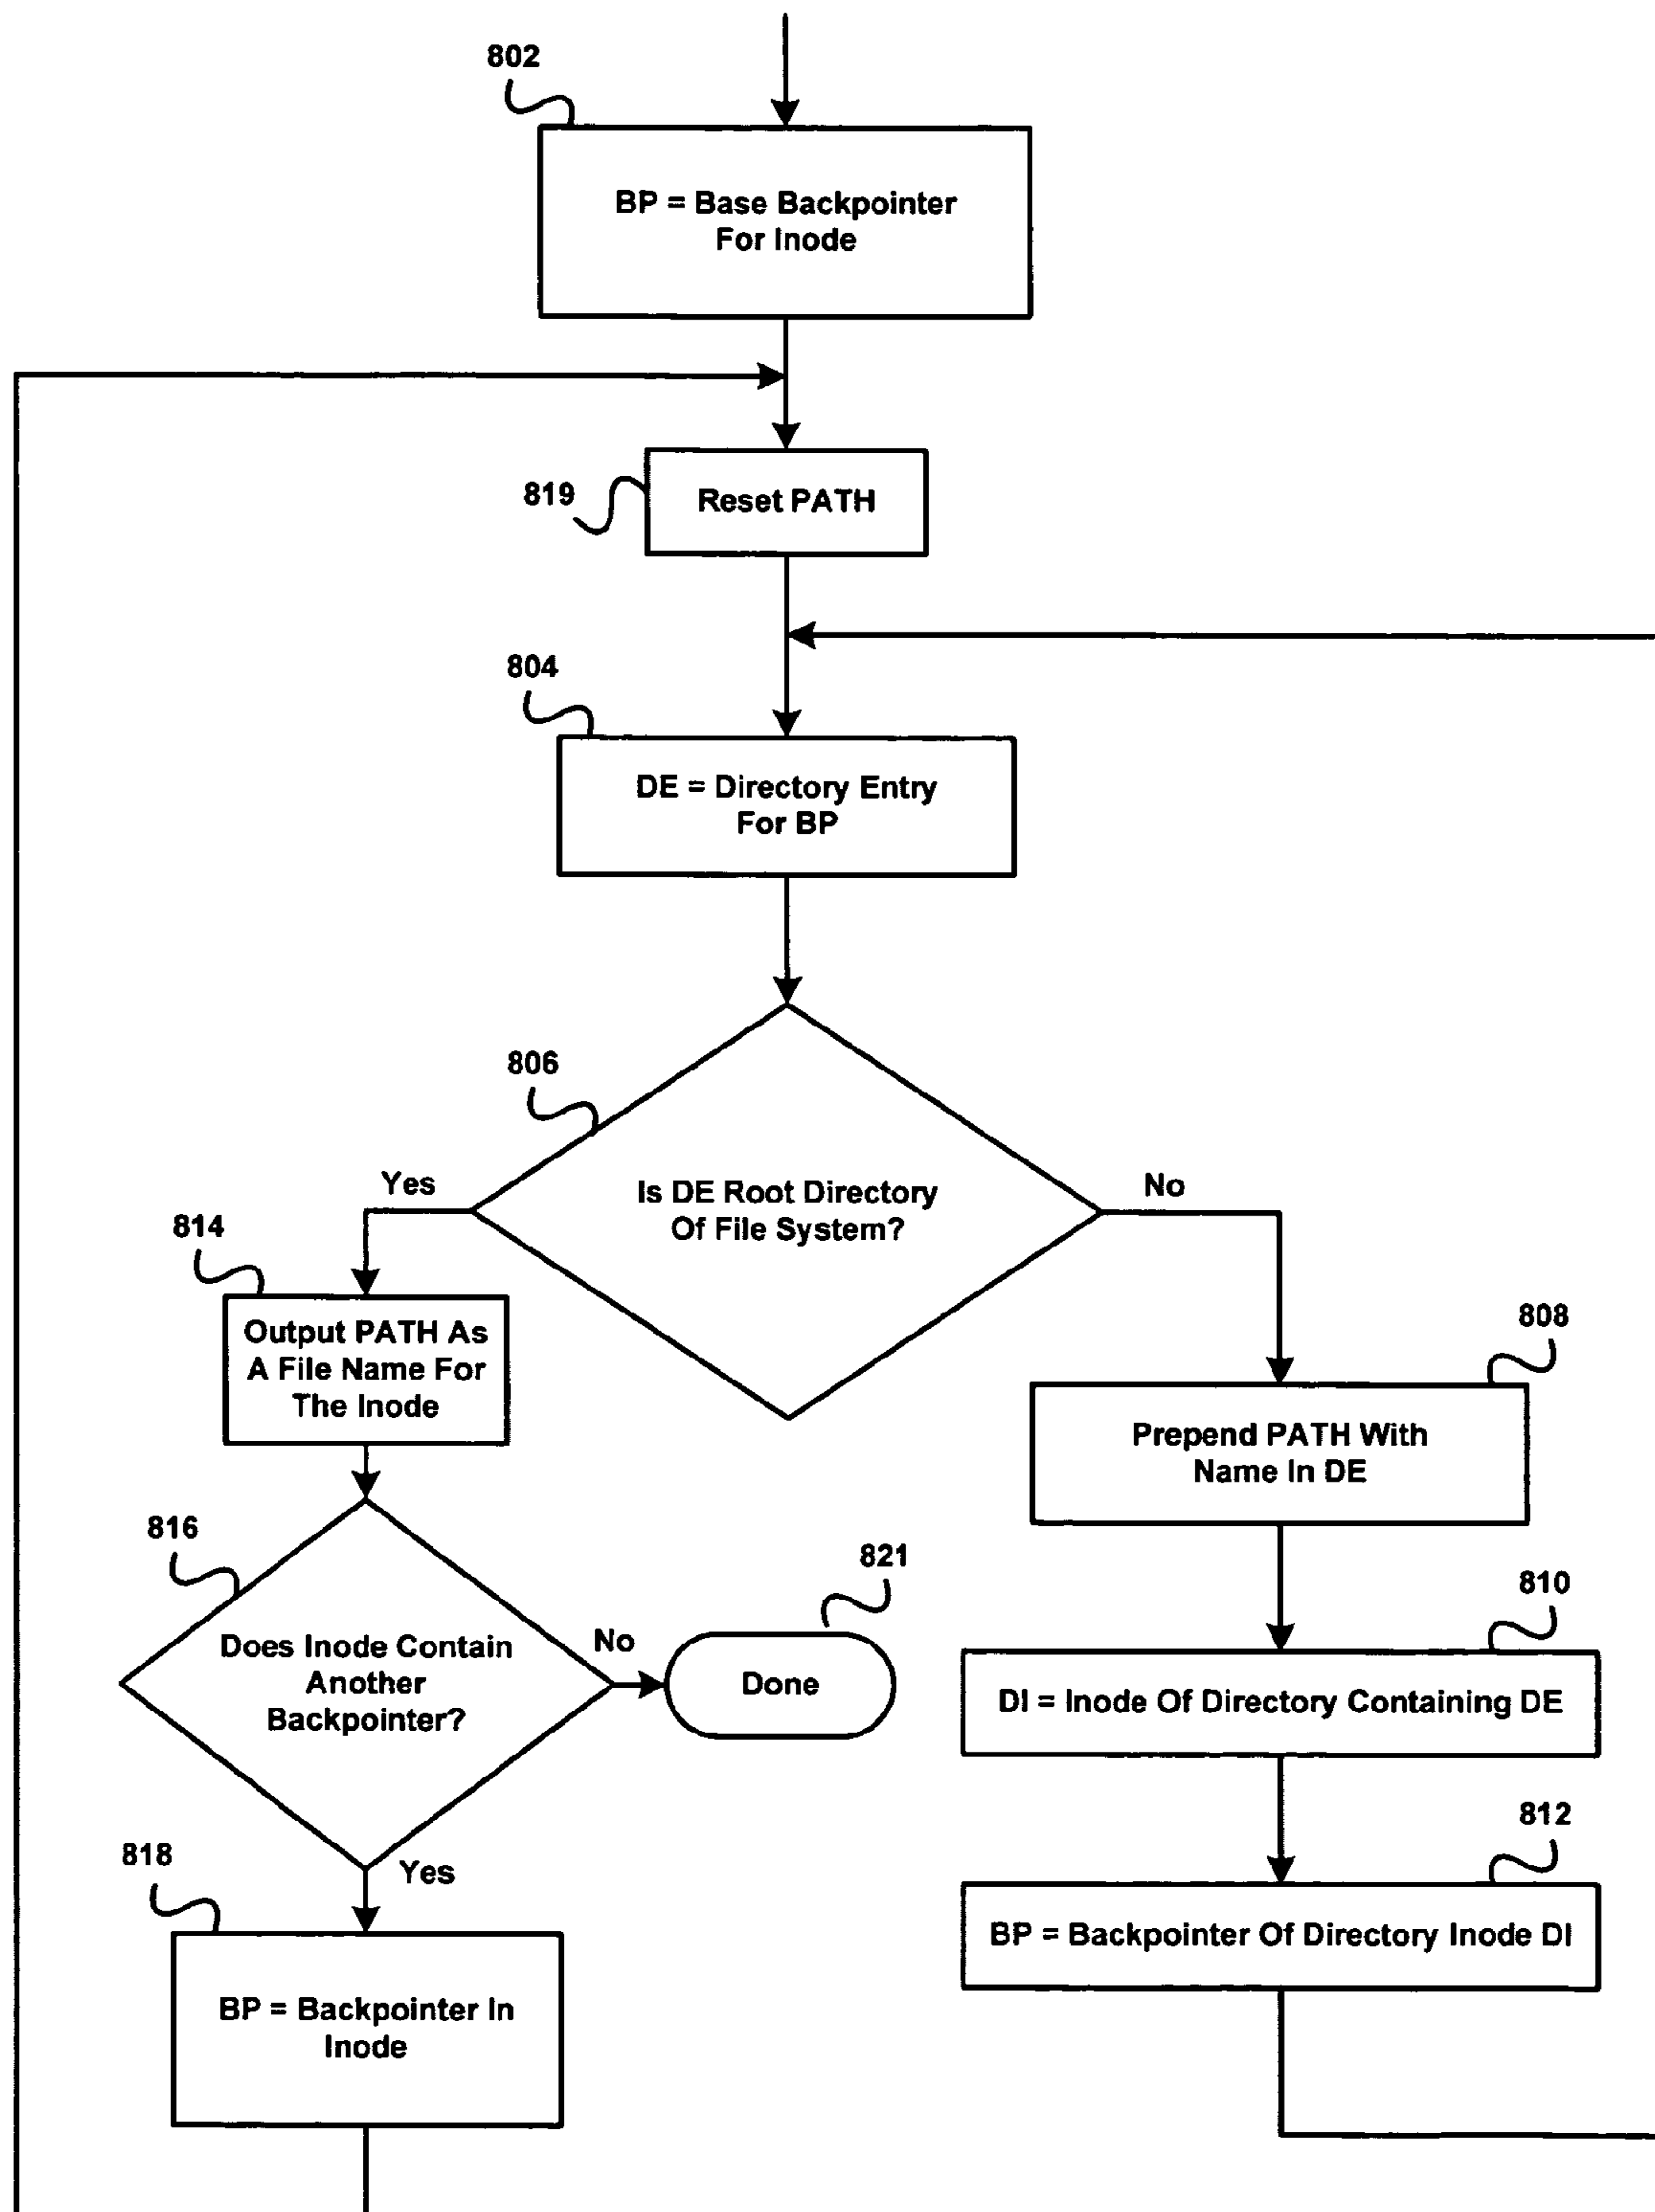 802
BP = Base Backpointer
For Inode
819
Reset PATH
804
DE = Directory Entry
For BP
806
Is DE Root Directory
Of File System?
Yes
No
814
Output PATH As
A File Name For
The Inode
808
Prepend PATH With
Name In DE
816
Does Inode Contain
Another
Backpointer?
No
821
Done
810
DI = Inode Of Directory Containing DE
812
BP = Backpointer Of Directory Inode DI
Yes
818
BP = Backpointer In
Inode